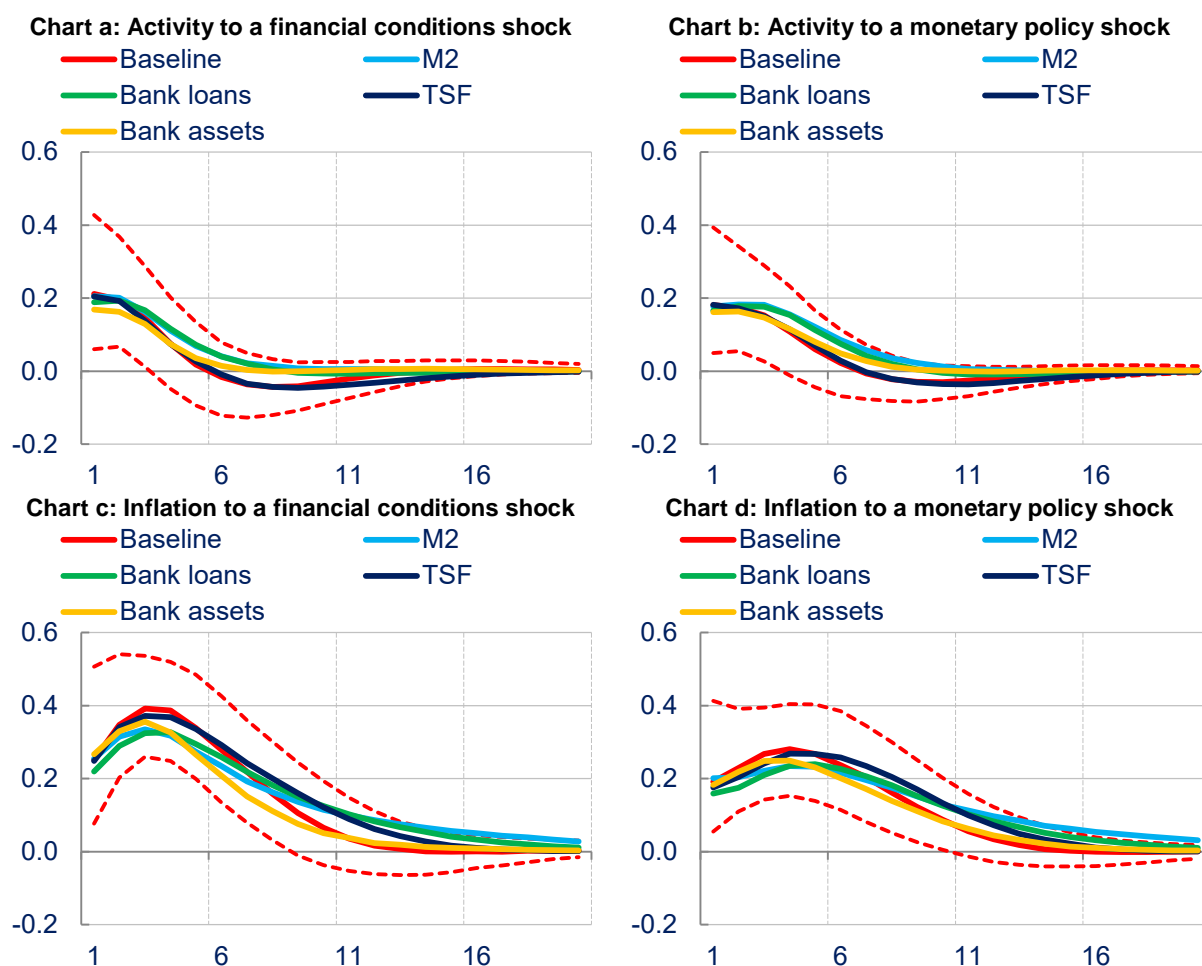 Chart a: Activity to a financial conditions shock
Baseline M2
Bank loans TSF
Bank assets
0.6
0.4
0.2
0.0
-0.2
1 6 11 16
Chart b: Activity to a monetary policy shock
Baseline M2
Bank loans TSF
Bank assets
0.6
0.4
0.2
0.0
-0.2
1 6 11 16
Chart c: Inflation to a financial conditions shock
Baseline M2
Bank loans TSF
Bank assets
0.6
0.4
0.2
0.0
-0.2
1 6 11 16
Chart d: Inflation to a monetary policy shock
Baseline M2
Bank loans TSF
Bank assets
0.6
0.4
0.2
0.0
-0.2
1 6 11 16